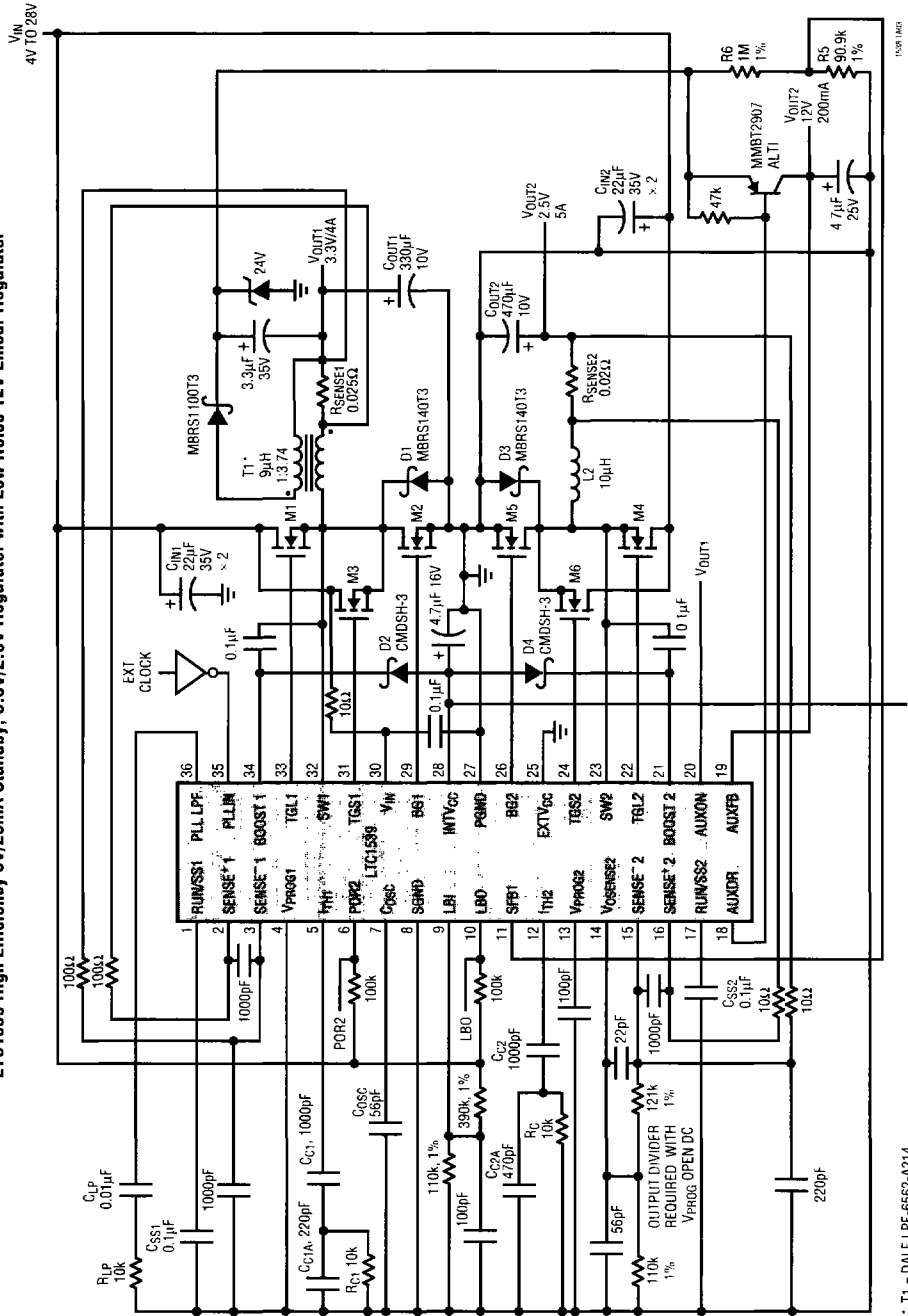 LTC1539 High Efficiency 5V/20mA Standby, 3.3V/2.5V Regulator with Low Noise 12V Linear Regulator
VIN
4V TO 28V
RLP
10k
CLP
0.01µF
CSS1
0.1µF
1000pF
CC1A, 220pF
RC1 10k
CC1, 1000pF
COSC
56pF
POR2
100k
LBO
100k
110k, 1%
390k, 1%
100pF
CC2A
470pF
CC2
1000pF
RC
10k
100pF
56pF
110k
1%
OUTPUT DIVIDER
REQUIRED WITH
VPROG OPEN DC
121k
1%
22pF
1000pF
220pF
CSS2
0.1µF
10Ω
10Ω
100Ω
100Ω
1000pF
1 RUN/SS1
2 SENSE+ 1
3 SENSE– 1
4 VPROG1
5 ITH1
6 POR2
7 COSC
8 SGND
9 LBI
10 LBO
11 SFB1
12 ITH2
13 VPROG2
14 VOSENSE2
15 SENSE– 2
16 SENSE+ 2
17 RUN/SS2
18 AUXDR
LTC1539
PLL LPF 36
PLLIN 35
BOOST 1 34
TGL1 33
SW1 32
TGS1 31
VIN 30
BG1 29
INTVCC 28
PGND 27
BG2 26
EXTVCC 25
TGS2 24
SW2 23
TGL2 22
BOOST 2 21
AUXON 20
AUXFB 19
EXT
CLOCK
0.1µF
10Ω
D2
CMDSH-3
0.1µF
4.7µF 16V
D4
CMDSH-3
0 1µF
VOUT1
CIN1
22µF
35V
× 2
M1
M3
M2
M5
M6
M4
T1*
9µH
1:3.74
MBRS1100T3
3.3µF
35V
24V
RSENSE1
0.025Ω
VOUT1
3.3V/4A
COUT1
330µF
10V
D1
MBRS140T3
D3
MBRS140T3
L2
10µH
RSENSE2
0.02Ω
COUT2
470µF
10V
VOUT2
2.5V
5A
CIN2
22µF
35V
× 2
47k
MMBT2907
ALTI
4 7µF
25V
VOUT2
12V
200mA
R6
1M
1%
R5
90.9k
1%
* T1 = DALE LPE-6562-A214